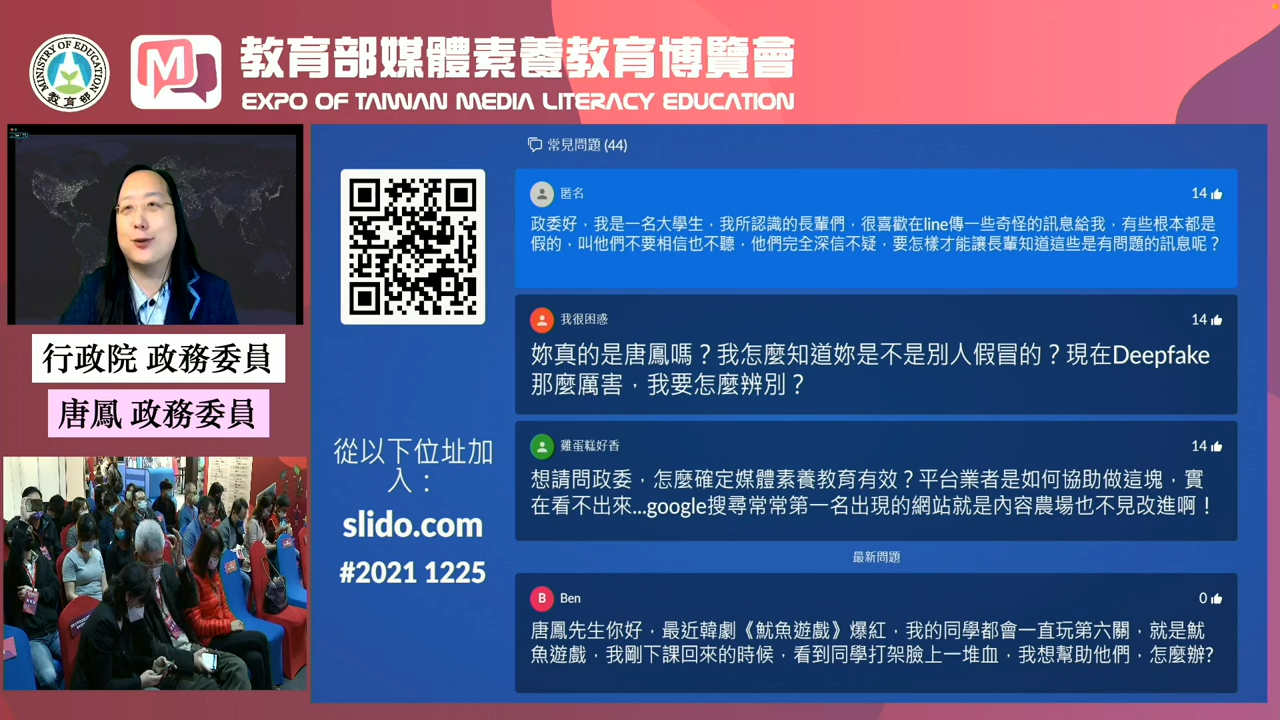 MINISTRY OF EDUCATION
教育部
M
教育部媒體素養教育博覽會
EXPO OF TAIWAN MEDIA LITERACY EDUCATION
行政院 政務委員
唐鳳 政務委員
從以下位址加
入：
slido.com
#2021 1225
常見問題 (44)
匿名
14
政委好，我是一名大學生，我所認識的長輩們，很喜歡在line傳一些奇怪的訊息給我，有些根本都是
假的，叫他們不要相信也不聽，他們完全深信不疑，要怎樣才能讓長輩知道這些是有問題的訊息呢？
我很困惑
14
妳真的是唐鳳嗎？我怎麼知道妳是不是別人假冒的？現在Deepfake
那麼厲害，我要怎麼辨別？
雞蛋糕好香
14
想請問政委，怎麼確定媒體素養教育有效？平台業者是如何協助做這塊，實
在看不出來...google搜尋常常第一名出現的網站就是內容農場也不見改進啊！
最新問題
B
Ben
0
唐鳳先生你好，最近韓劇《魷魚遊戲》爆紅，我的同學都會一直玩第六關，就是魷
魚遊戲，我剛下課回來的時候，看到同學打架臉上一堆血，我想幫助他們，怎麼辦?